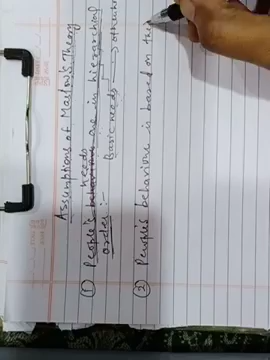 Assumptions of Maslow's Theory
① People's needs are in hierarchical
order :- Basic needs → other
② People's behaviour is based on the